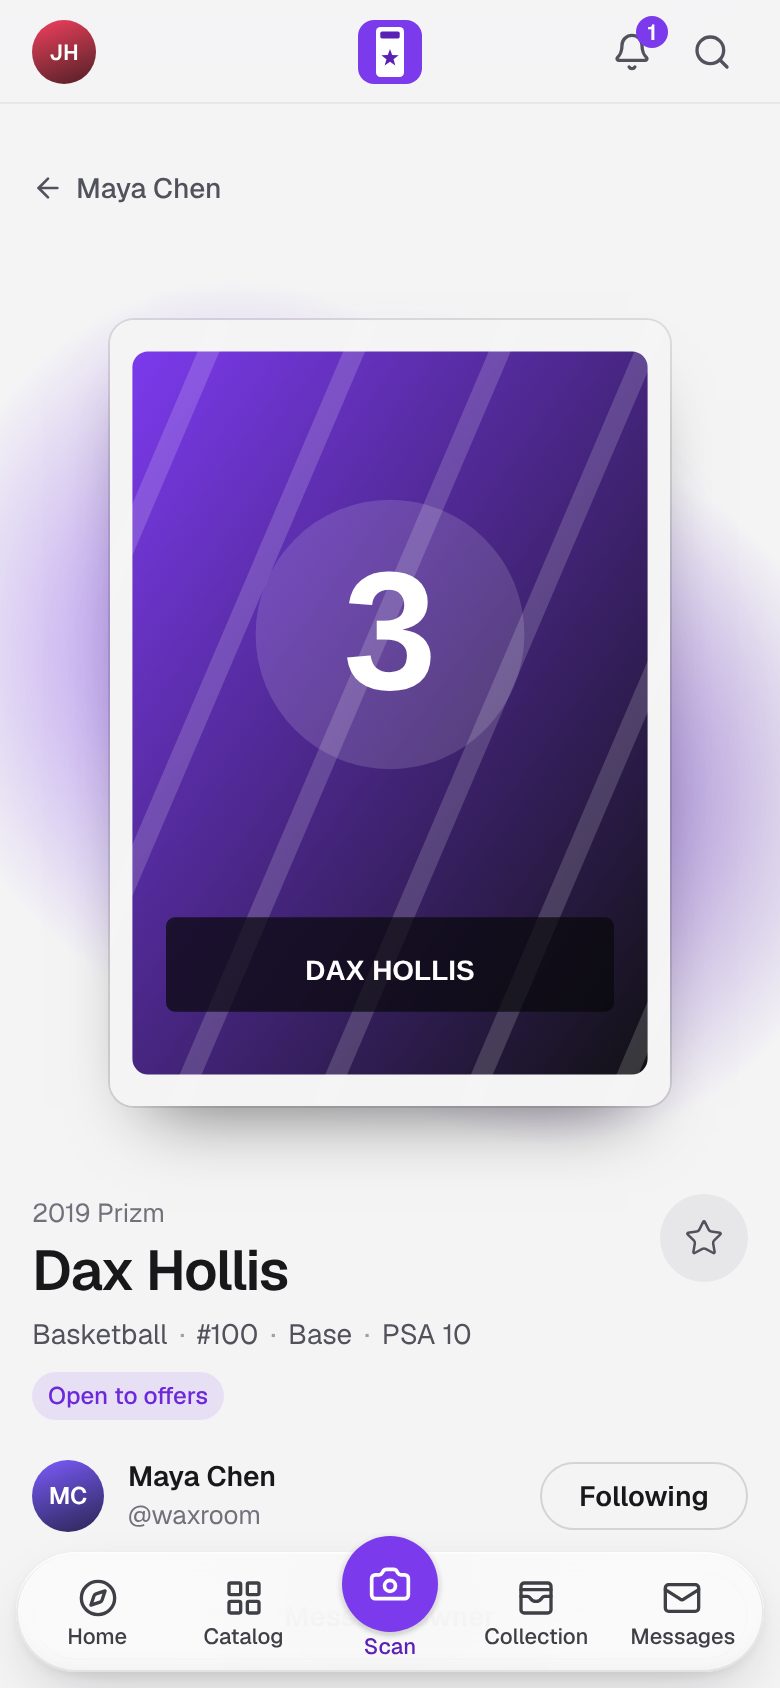 JH
1
Maya Chen
3
DAX HOLLIS
2019 Prizm
Dax Hollis
Basketball · #100 · Base · PSA 10
Open to offers
MC
Maya Chen
@waxroom
Following
Home
Catalog
Scan
Collection
Messages